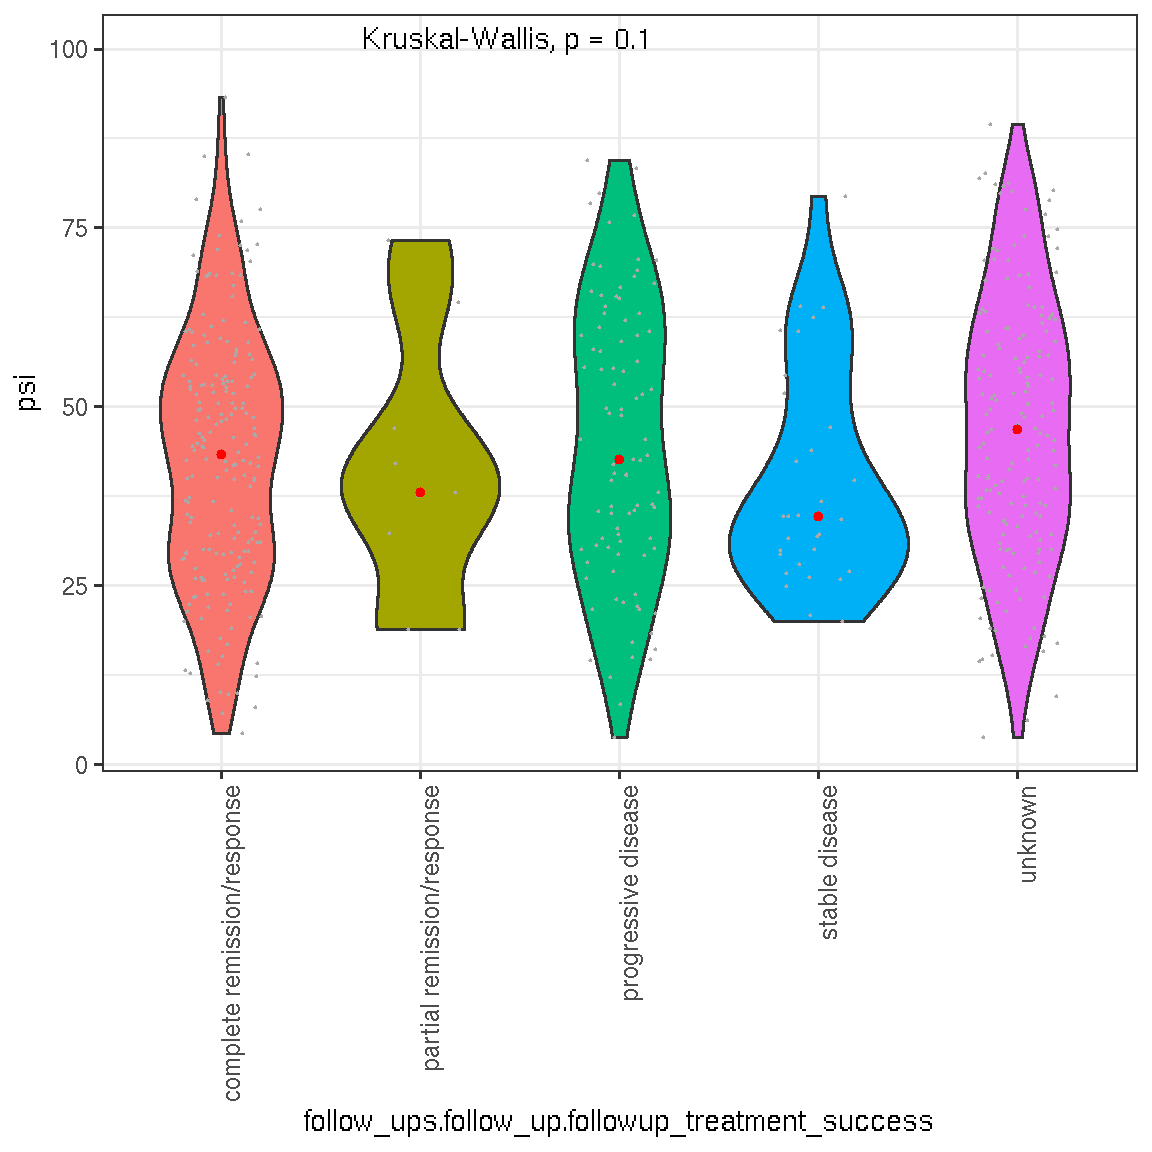 Kruskal-Wallis, p = 0.1
100
75
50
25
0
psi
complete remission/response
partial remission/response
progressive disease
stable disease
unknown
follow_ups.follow_up.followup_treatment_success